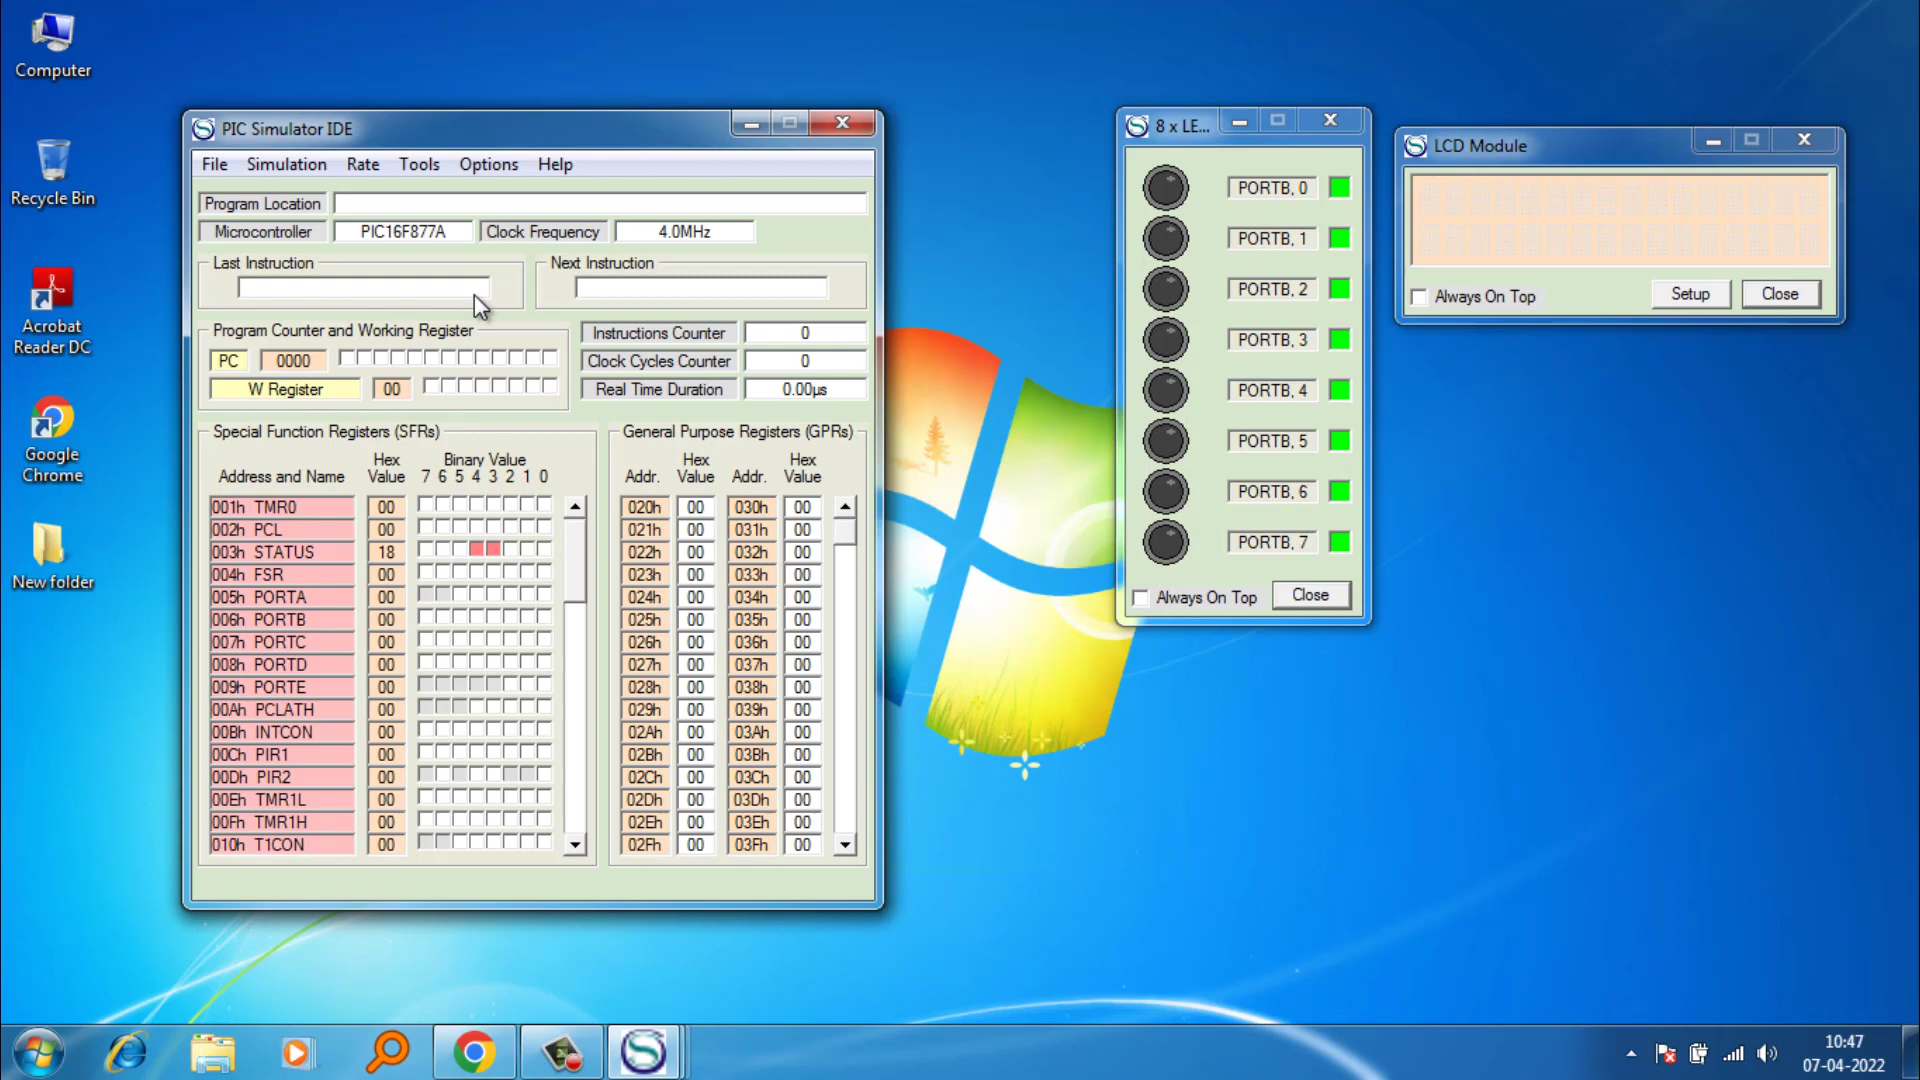 Computer
Recycle Bin
Acrobat
Reader DC
Google
Chrome
New folder
PIC Simulator IDE
File Simulation Rate Tools Options Help
Program Location
Microcontroller PIC16F877A Clock Frequency 4.0MHz
Last Instruction Next Instruction
Program Counter and Working Register
PC 0000
W Register 00
Instructions Counter 0
Clock Cycles Counter 0
Real Time Duration 0.00µs
Special Function Registers (SFRs)
Address and Name Hex Value Binary Value
7 6 5 4 3 2 1 0
001h TMR0 00
002h PCL 00
003h STATUS 18
004h FSR 00
005h PORTA 00
006h PORTB 00
007h PORTC 00
008h PORTD 00
009h PORTE 00
00Ah PCLATH 00
00Bh INTCON 00
00Ch PIR1 00
00Dh PIR2 00
00Eh TMR1L 00
00Fh TMR1H 00
010h T1CON 00
General Purpose Registers (GPRs)
Addr. Hex Value Addr. Hex Value
020h 00 030h 00
021h 00 031h 00
022h 00 032h 00
023h 00 033h 00
024h 00 034h 00
025h 00 035h 00
026h 00 036h 00
027h 00 037h 00
028h 00 038h 00
029h 00 039h 00
02Ah 00 03Ah 00
02Bh 00 03Bh 00
02Ch 00 03Ch 00
02Dh 00 03Dh 00
02Eh 00 03Eh 00
02Fh 00 03Fh 00
8 x LE...
PORTB, 0
PORTB, 1
PORTB, 2
PORTB, 3
PORTB, 4
PORTB, 5
PORTB, 6
PORTB, 7
Always On Top Close
LCD Module
Always On Top Setup Close
10:47
07-04-2022